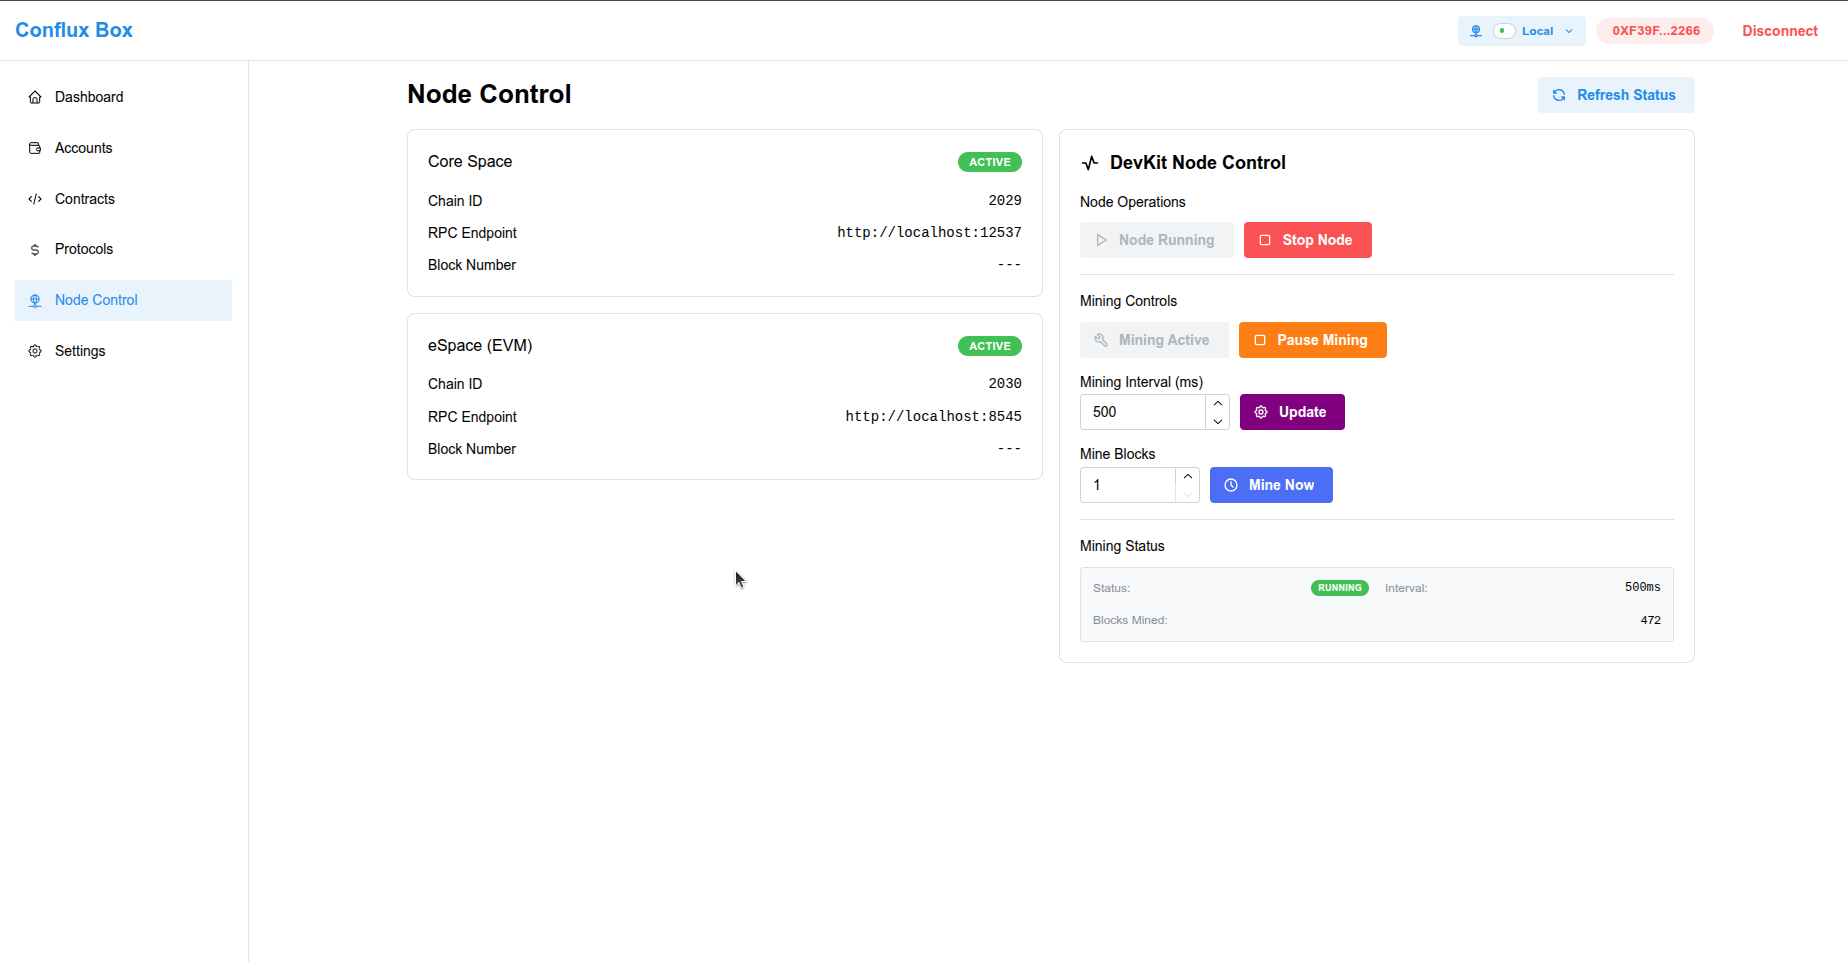 Conflux Box
Local
0XF39F...2266
Disconnect
Dashboard
Accounts
Contracts
Protocols
Node Control
Settings
Node Control
Refresh Status
Core Space
ACTIVE
Chain ID
2029
RPC Endpoint
http://localhost:12537
Block Number
---
eSpace (EVM)
ACTIVE
Chain ID
2030
RPC Endpoint
http://localhost:8545
Block Number
---
DevKit Node Control
Node Operations
Node Running
Stop Node
Mining Controls
Mining Active
Pause Mining
Mining Interval (ms)
500
Update
Mine Blocks
1
Mine Now
Mining Status
Status:
RUNNING
Interval:
500ms
Blocks Mined:
472